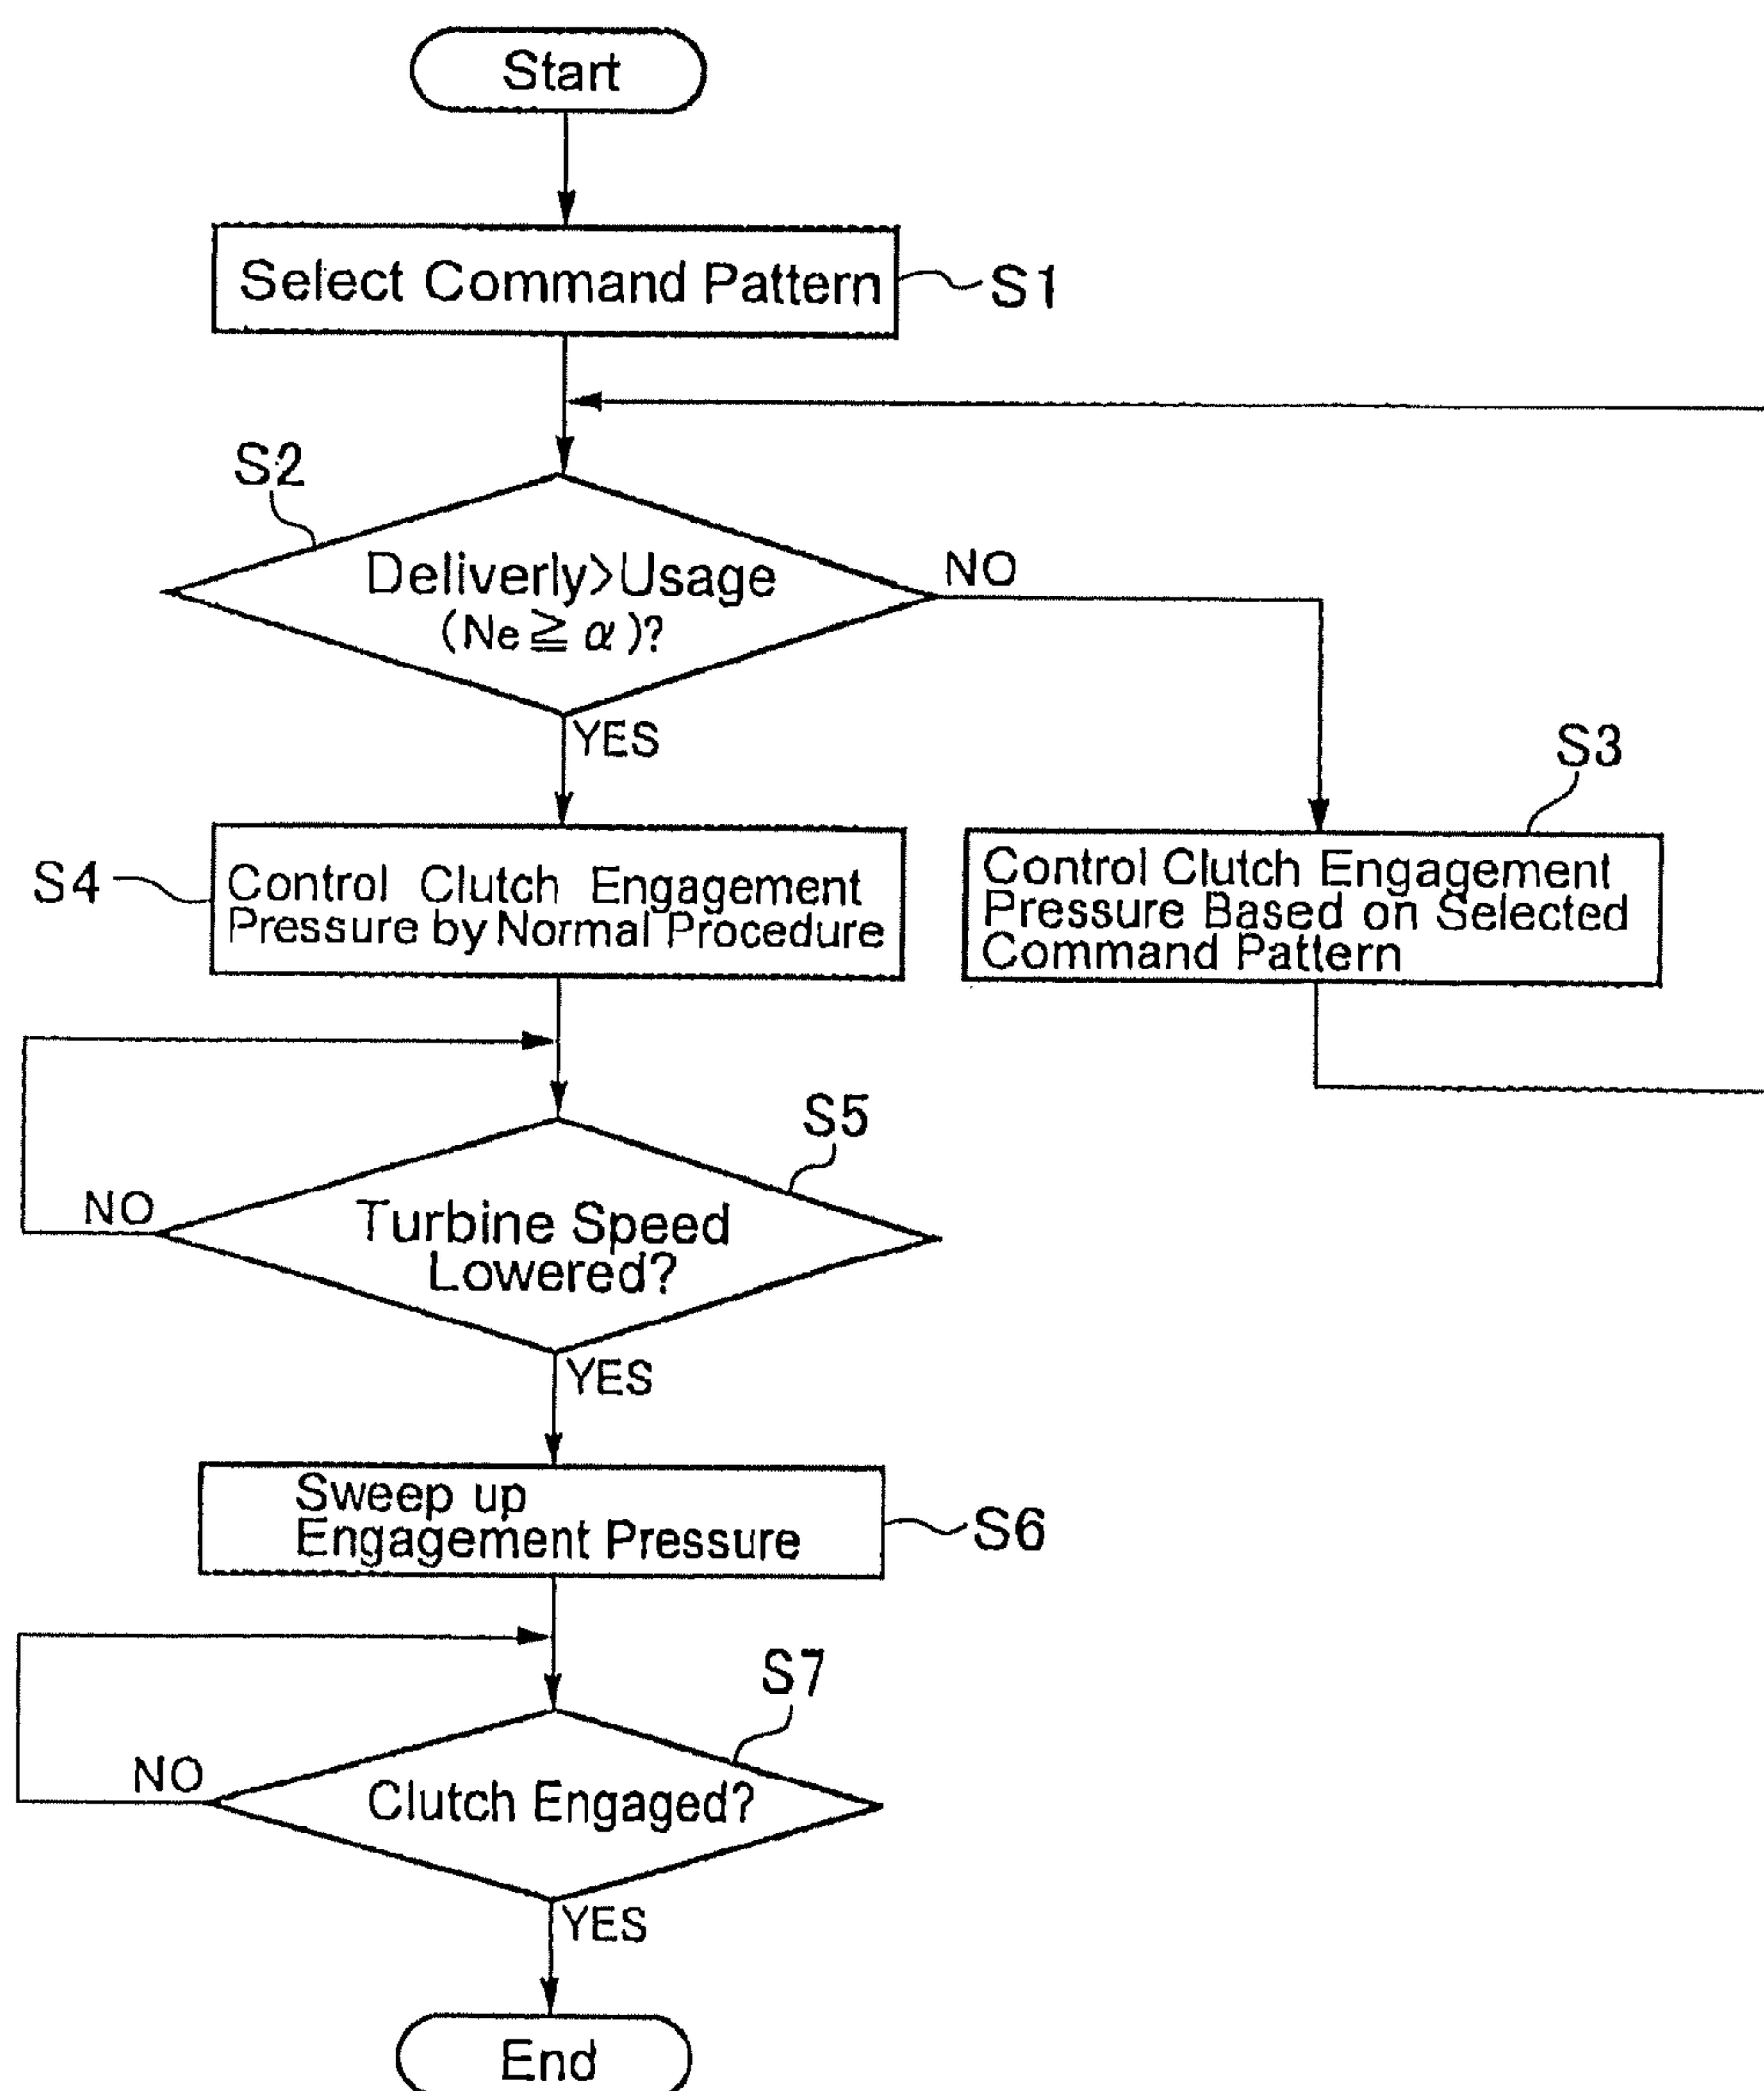 Start
Select Command Pattern
S1
S2
Deliverly>Usage
(Ne≧α)?
NO
YES
S3
Control Clutch Engagement
Pressure Based on Selected
Command Pattern
S4
Control Clutch Engagement
Pressure by Normal Procedure
S5
NO
Turbine Speed
Lowered?
YES
Sweep up
Engagement Pressure
S6
S7
NO
Clutch Engaged?
YES
End